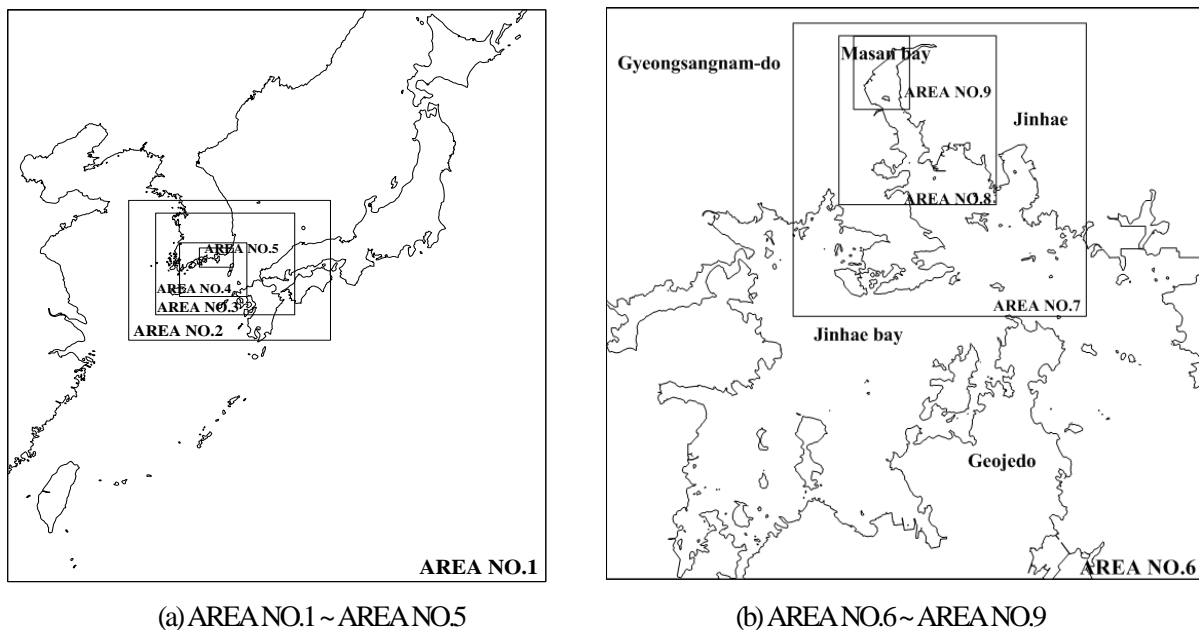 AREA NO.5
AREA NO.4
AREA NO.3
AREA NO.2
AREA NO.1
(a) AREA NO.1 ~ AREA NO.5
Masan bay
Gyeongsangnam-do
AREA NO.9
Jinhae
AREA NO.8
AREA NO.7
Jinhae bay
Geojedo
AREA NO.6
(b) AREA NO.6 ~ AREA NO.9